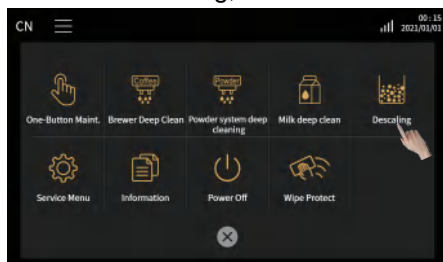 CN
00:15
2021/01/01
Coffee
Powder
One-Button Maint.
Brewer Deep Clean
Powder system deep
cleaning
Milk deep clean
Descaling
Service Menu
Information
Power Off
Wipe Protect